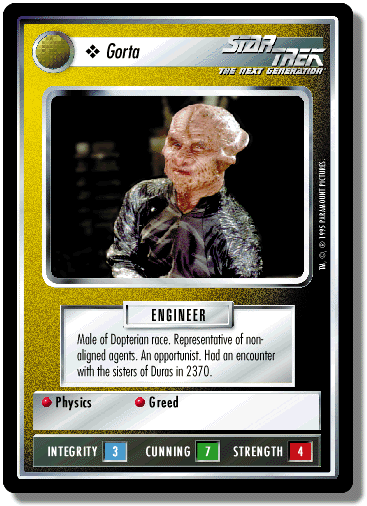 ❖ Gorta
STAR TREK
THE NEXT GENERATION
TM, ©, ® 1995 PARAMOUNT PICTURES.
ENGINEER
Male of Dopterian race. Representative of non-
aligned agents. An opportunist. Had an encounter
with the sisters of Duras in 2370.
Physics Greed
INTEGRITY 3 CUNNING 7 STRENGTH 4